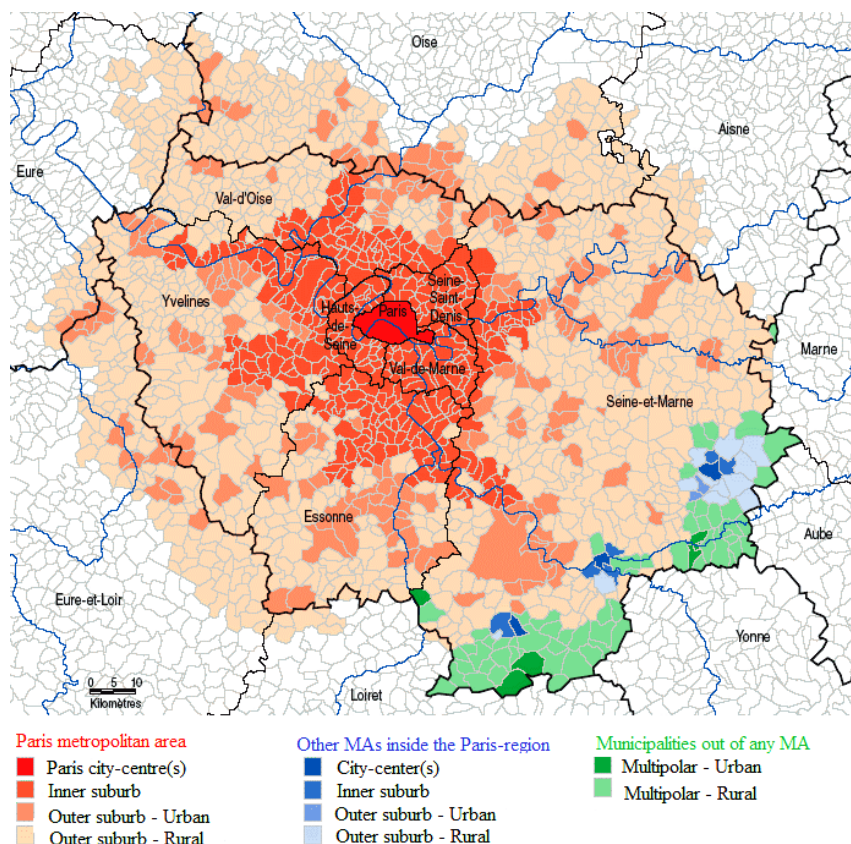 Oise
Aisne
Eure
Val-d'Oise
Yvelines
Seine-
Saint-
Denis
Hauts-
de-
Seine
Paris
Val-de-Marne
Marne
Seine-et-Marne
Essonne
Aube
Eure-et-Loir
Yonne
Loiret
0 5 10
Kilomètres
Paris metropolitan area
Paris city-centre(s)
Inner suburb
Outer suburb - Urban
Outer suburb - Rural
Other MAs inside the Paris-region
City-center(s)
Inner suburb
Outer suburb - Urban
Outer suburb - Rural
Municipalities out of any MA
Multipolar - Urban
Multipolar - Rural